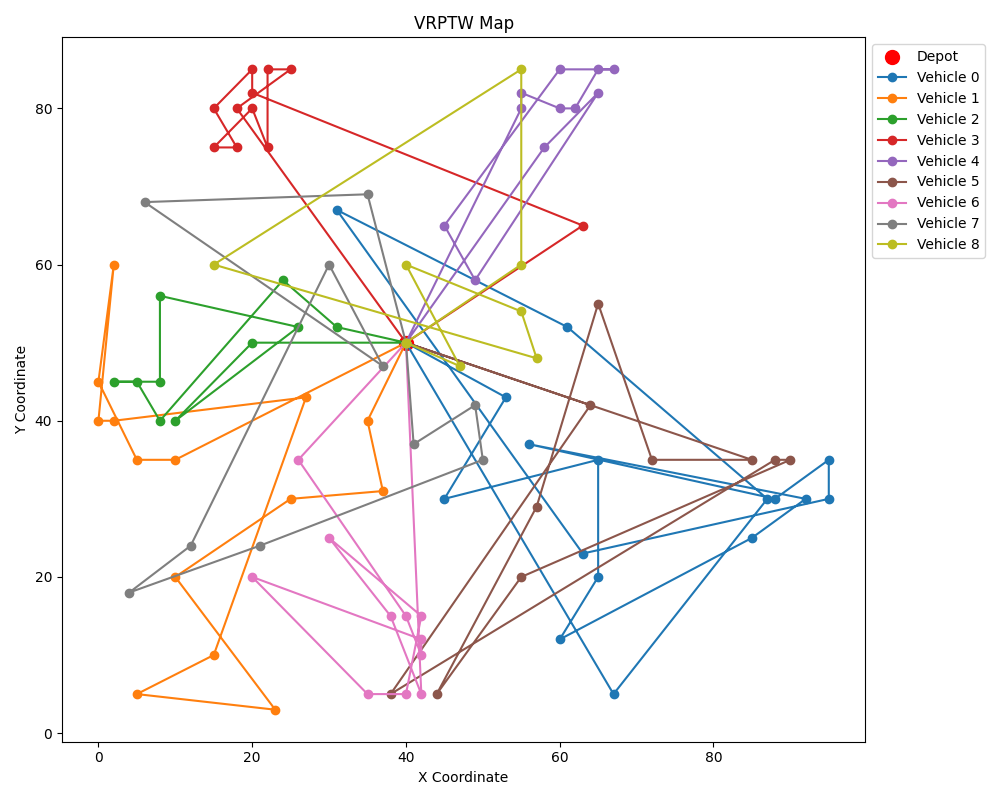 VRPTW Map
Depot
Vehicle 0
Vehicle 1
Vehicle 2
Vehicle 3
Vehicle 4
Vehicle 5
Vehicle 6
Vehicle 7
Vehicle 8
Y Coordinate
80
60
40
20
0
0 20 40 60 80
X Coordinate